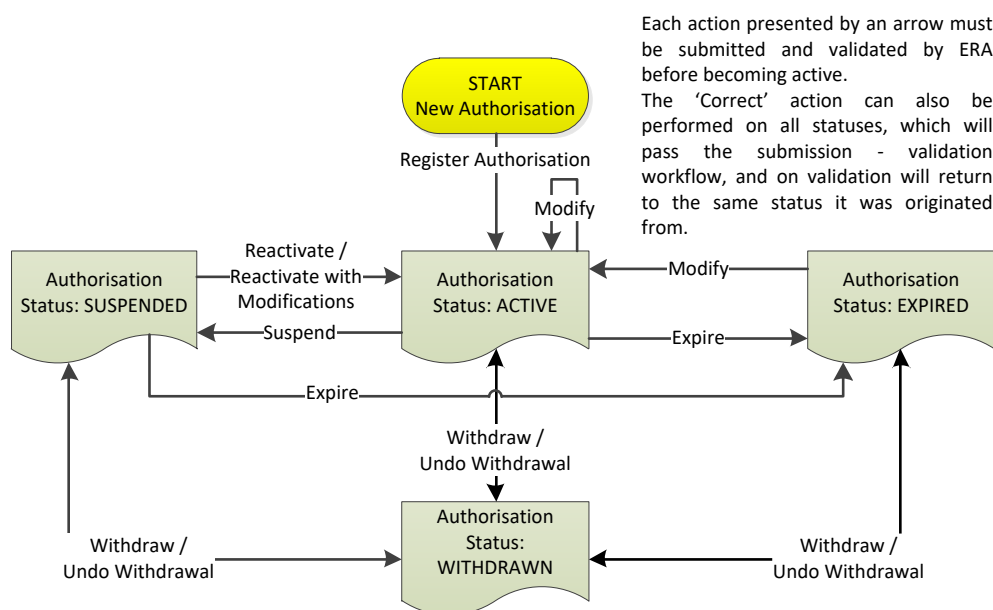 Each action presented by an arrow must
be submitted and validated by ERA
before becoming active.
The ‘Correct’ action can also be
performed on all statuses, which will
pass the submission - validation
workflow, and on validation will return
to the same status it was originated
from.
START
New Authorisation
Register Authorisation
Modify
Reactivate /
Reactivate with
Modifications
Authorisation
Status: SUSPENDED
Authorisation
Status: ACTIVE
Modify
Authorisation
Status: EXPIRED
Suspend
Expire
Expire
Withdraw /
Undo Withdrawal
Authorisation
Status:
WITHDRAWN
Withdraw /
Undo Withdrawal
Withdraw /
Undo Withdrawal